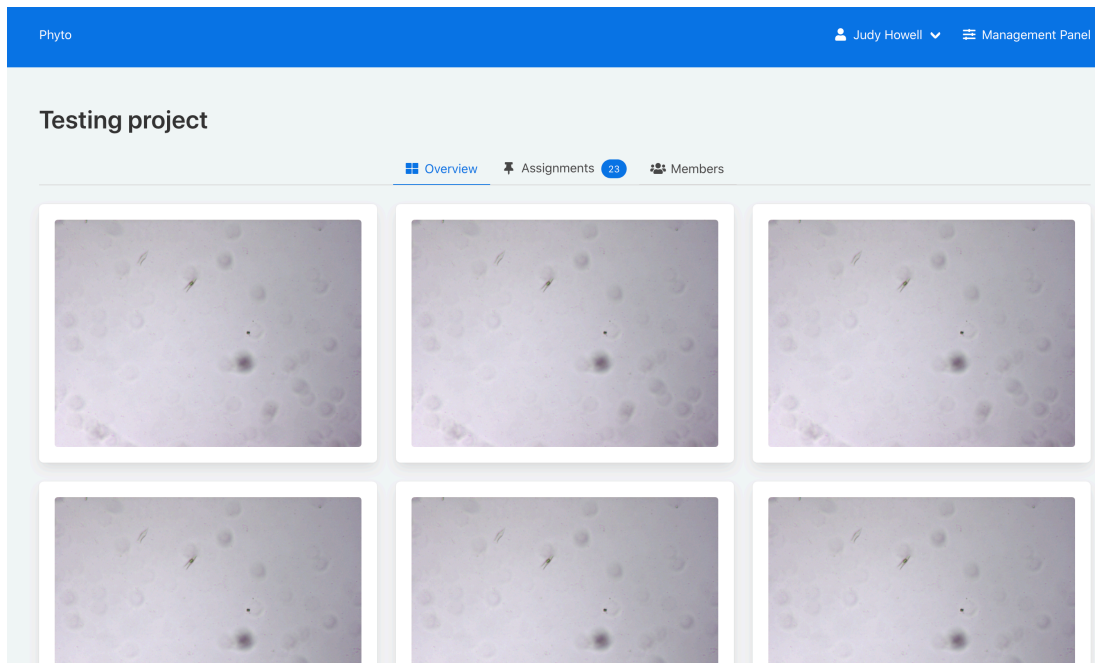 Phyto
Judy Howell
Management Panel
Testing project
Overview
Assignments 23
Members